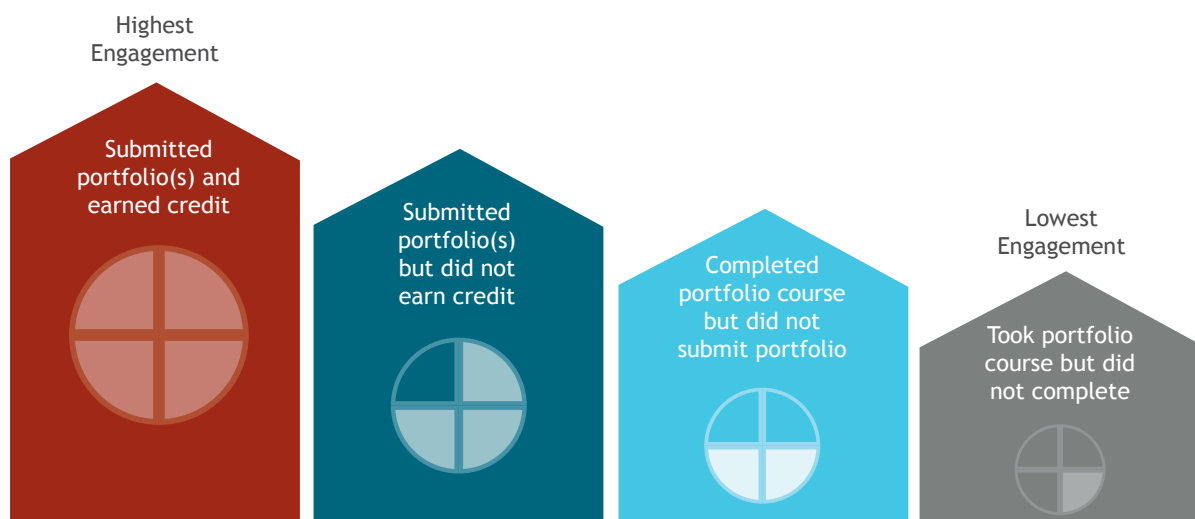 Highest
Engagement
Submitted
portfolio(s) and
earned credit
Submitted
portfolio(s)
but did not
earn credit
Completed
portfolio course
but did not
submit portfolio
Lowest
Engagement
Took portfolio
course but did
not complete